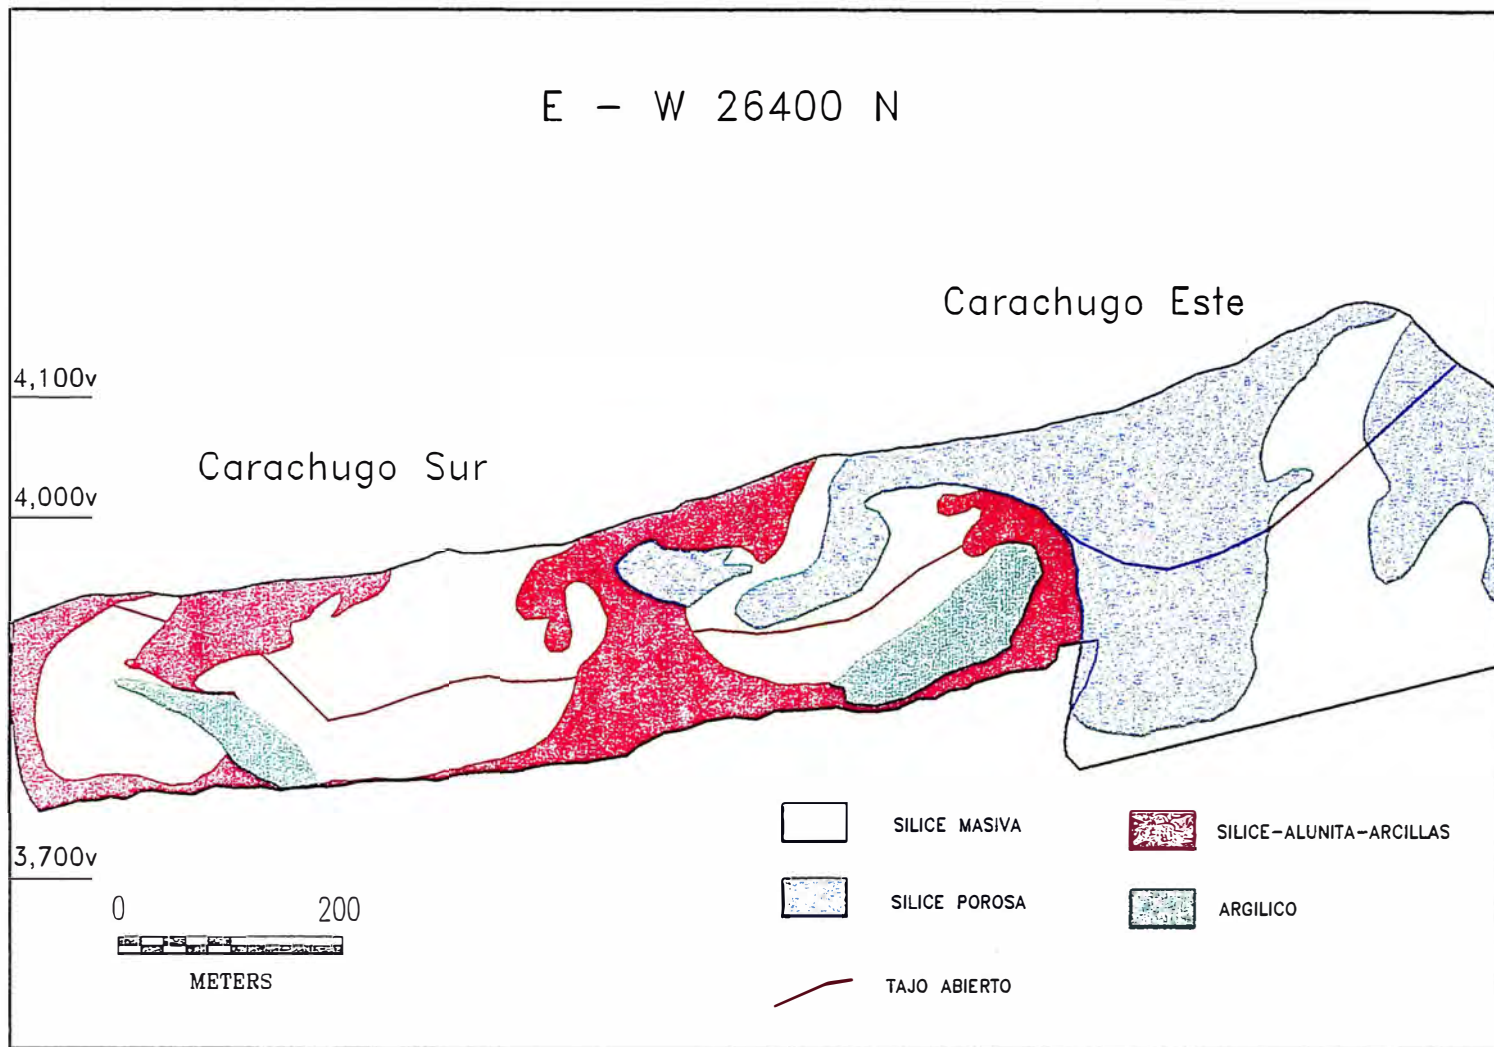 E - W 26400 N
Carachugo Este
4,100v
Carachugo Sur
4,000v
3,700v
0 200
METERS
SILICE MASIVA
SILICE-ALUNITA-ARCILLAS
SILICE POROSA
ARGILICO
TAJO ABIERTO